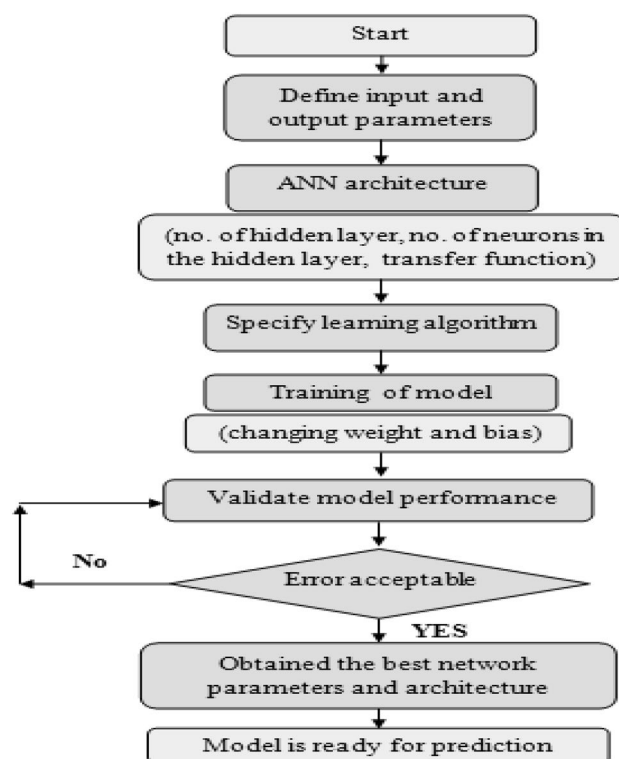 Start
Define input and
output parameters
ANN architecture
(no. of hidden layer, no. of neurons in
the hidden layer, transfer function)
Specify learning algorithm
Training of model
(changing weight and bias)
Validate model performance
No
Error acceptable
YES
Obtained the best network
parameters and architecture
Model is ready for prediction